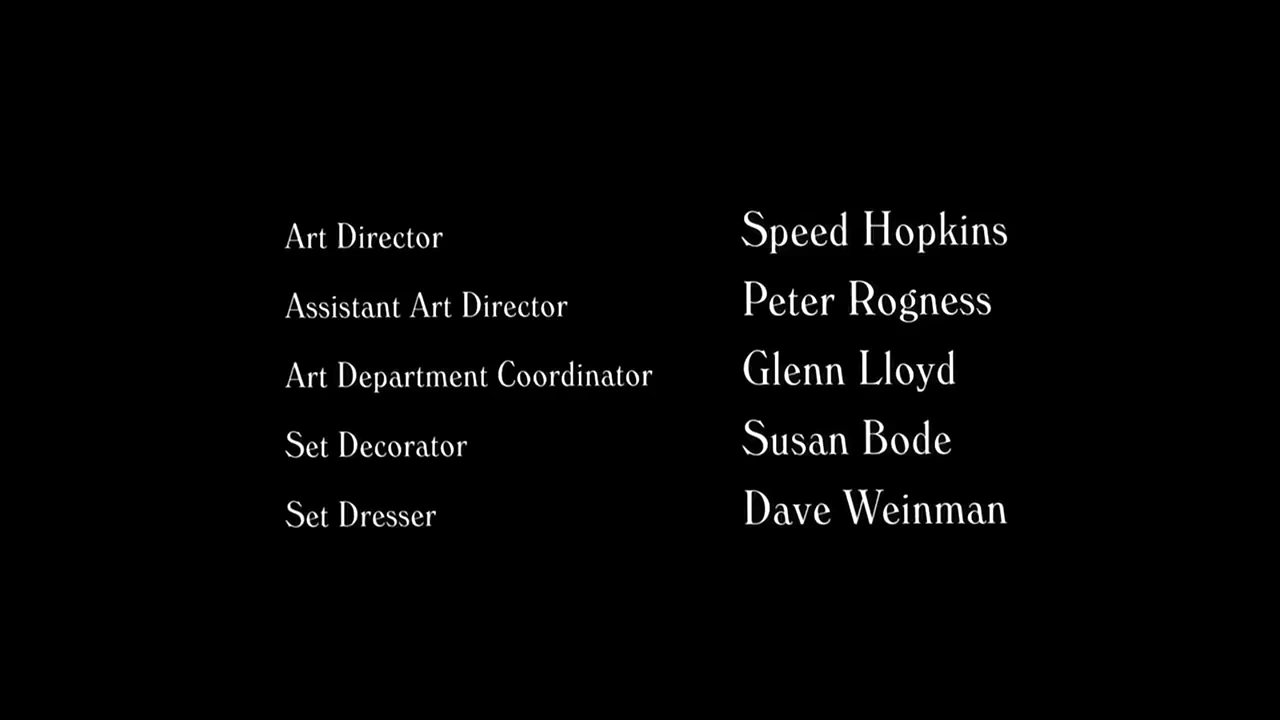 Art Director Speed Hopkins
Assistant Art Director Peter Rogness
Art Department Coordinator Glenn Lloyd
Set Decorator Susan Bode
Set Dresser Dave Weinman